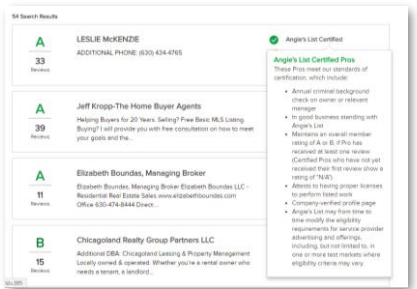 54 Search Results
A
33
Reviews
LESLIE McKENZIE
ADDITIONAL PHONE: (630) 434-4765
Angie's List Certified
Angie's List Certified Pros
These Pros meet our standards of
certification, which include:
• Annual criminal background
check on owner or relevant
manager
• In good business standing with
Angie's List
• Maintains an overall member
rating of A or B, if Pro has
received at least one review
(Certified Pros who have not yet
received their first review show a
rating of "N/A")
• Attests to having proper licenses
to perform listed work
• Company-verified profile page
• Angie's List may from time to
time modify the eligibility
requirements for service provider
advertising and offerings,
including, but not limited to, in
one or more test markets where
eligibility criteria may vary
A
39
Reviews
Jeff Kropp-The Home Buyer Agents
Helping Buyers for 20 Years. Selling? Free Basic MLS Listing.
Buying? I will provide you with free consultation on how to meet
your goals and the...
A
11
Reviews
Elizabeth Boundas, Managing Broker
Elizabeth Boundas, Managing Broker Elizabeth Boundas LLC -
Residential Real Estate Sales www.elizabethboundas.com
Office 630-474-8444 Direct...
B
15
Reviews
Chicagoland Realty Group Partners LLC
Additional DBA: Chicagoland Leasing & Property Management
Locally owned & operated. Whether you're a rental owner who
needs a tenant, a landlord...